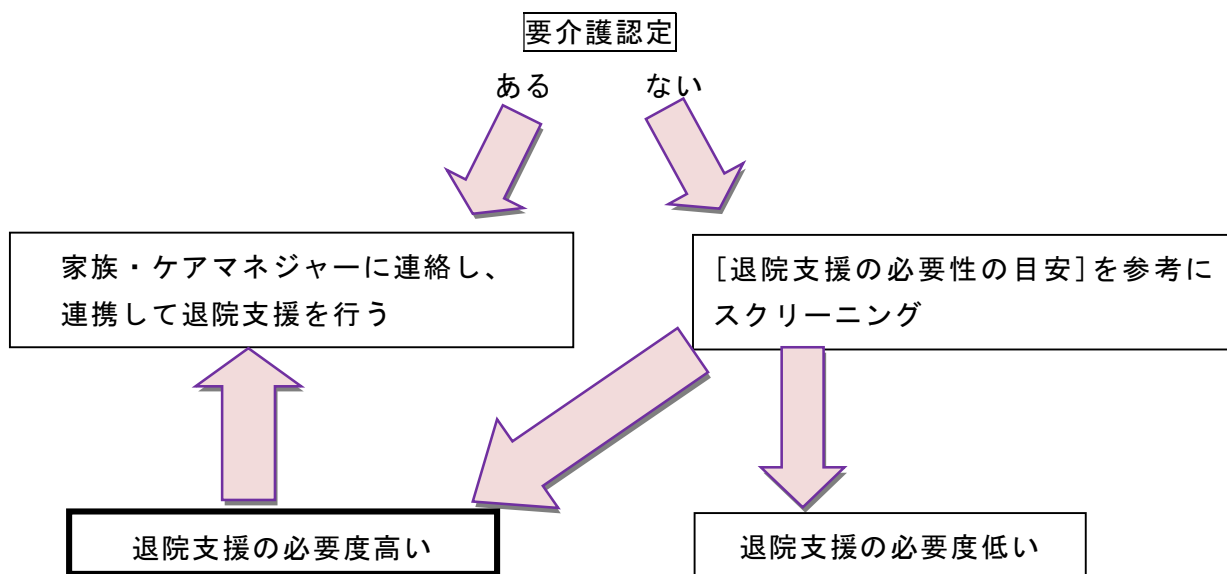 要介護認定
ある
ない
家族・ケアマネジャーに連絡し、
連携して退院支援を行う
[退院支援の必要性の目安]を参考に
スクリーニング
退院支援の必要度高い
退院支援の必要度低い